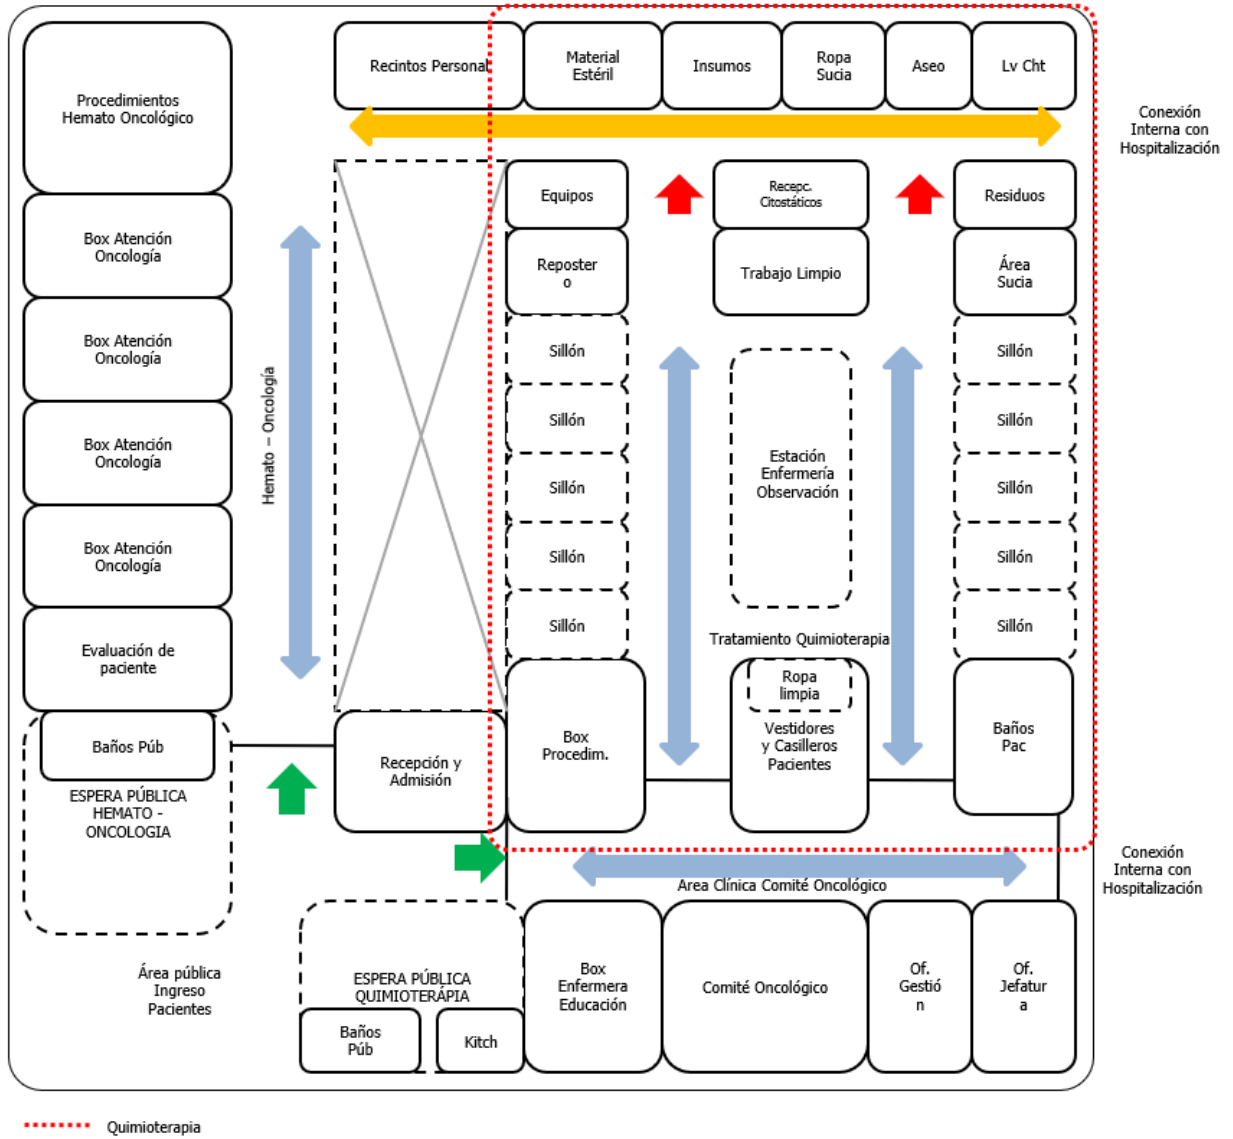 Recintos Personal
Material
Estéril
Insumos
Ropa
Sucia
Aseo
Lv Cht
Procedimientos
Hemato Oncológico
Conexión
Interna con
Hospitalización
Equipos
Recepc.
Citostáticos
Residuos
Box Atención
Oncología
Reposter
o
Trabajo Limpio
Área
Sucia
Box Atención
Oncología
Sillón
Sillón
Hemato – Oncología
Sillón
Sillón
Box Atención
Oncología
Estación
Enfermería
Observación
Sillón
Sillón
Box Atención
Oncología
Sillón
Sillón
Sillón
Sillón
Evaluación de
paciente
Tratamiento Quimioterapia
Ropa
limpia
Baños Púb
Recepción y
Admisión
Box
Procedim.
Vestidores
y Casilleros
Pacientes
Baños
Pac
ESPERA PÚBLICA
HEMATO -
ONCOLOGIA
Conexión
Interna con
Hospitalización
Area Clínica Comité Oncológico
Área pública
Ingreso
Pacientes
ESPERA PÚBLICA
QUIMIOTERÁPIA
Baños
Púb
Kitch
Box
Enfermera
Educación
Comité Oncológico
Of.
Gestió
n
Of.
Jefatur
a
Quimioterapia